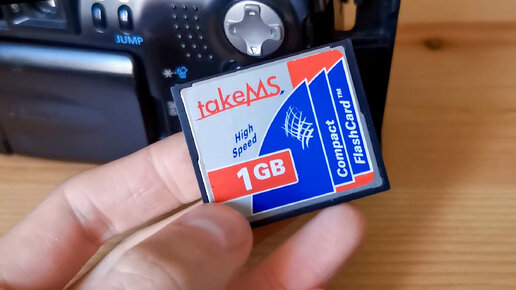 JUMP
takeMS
High
Speed
1GB
Compact
FlashCard™